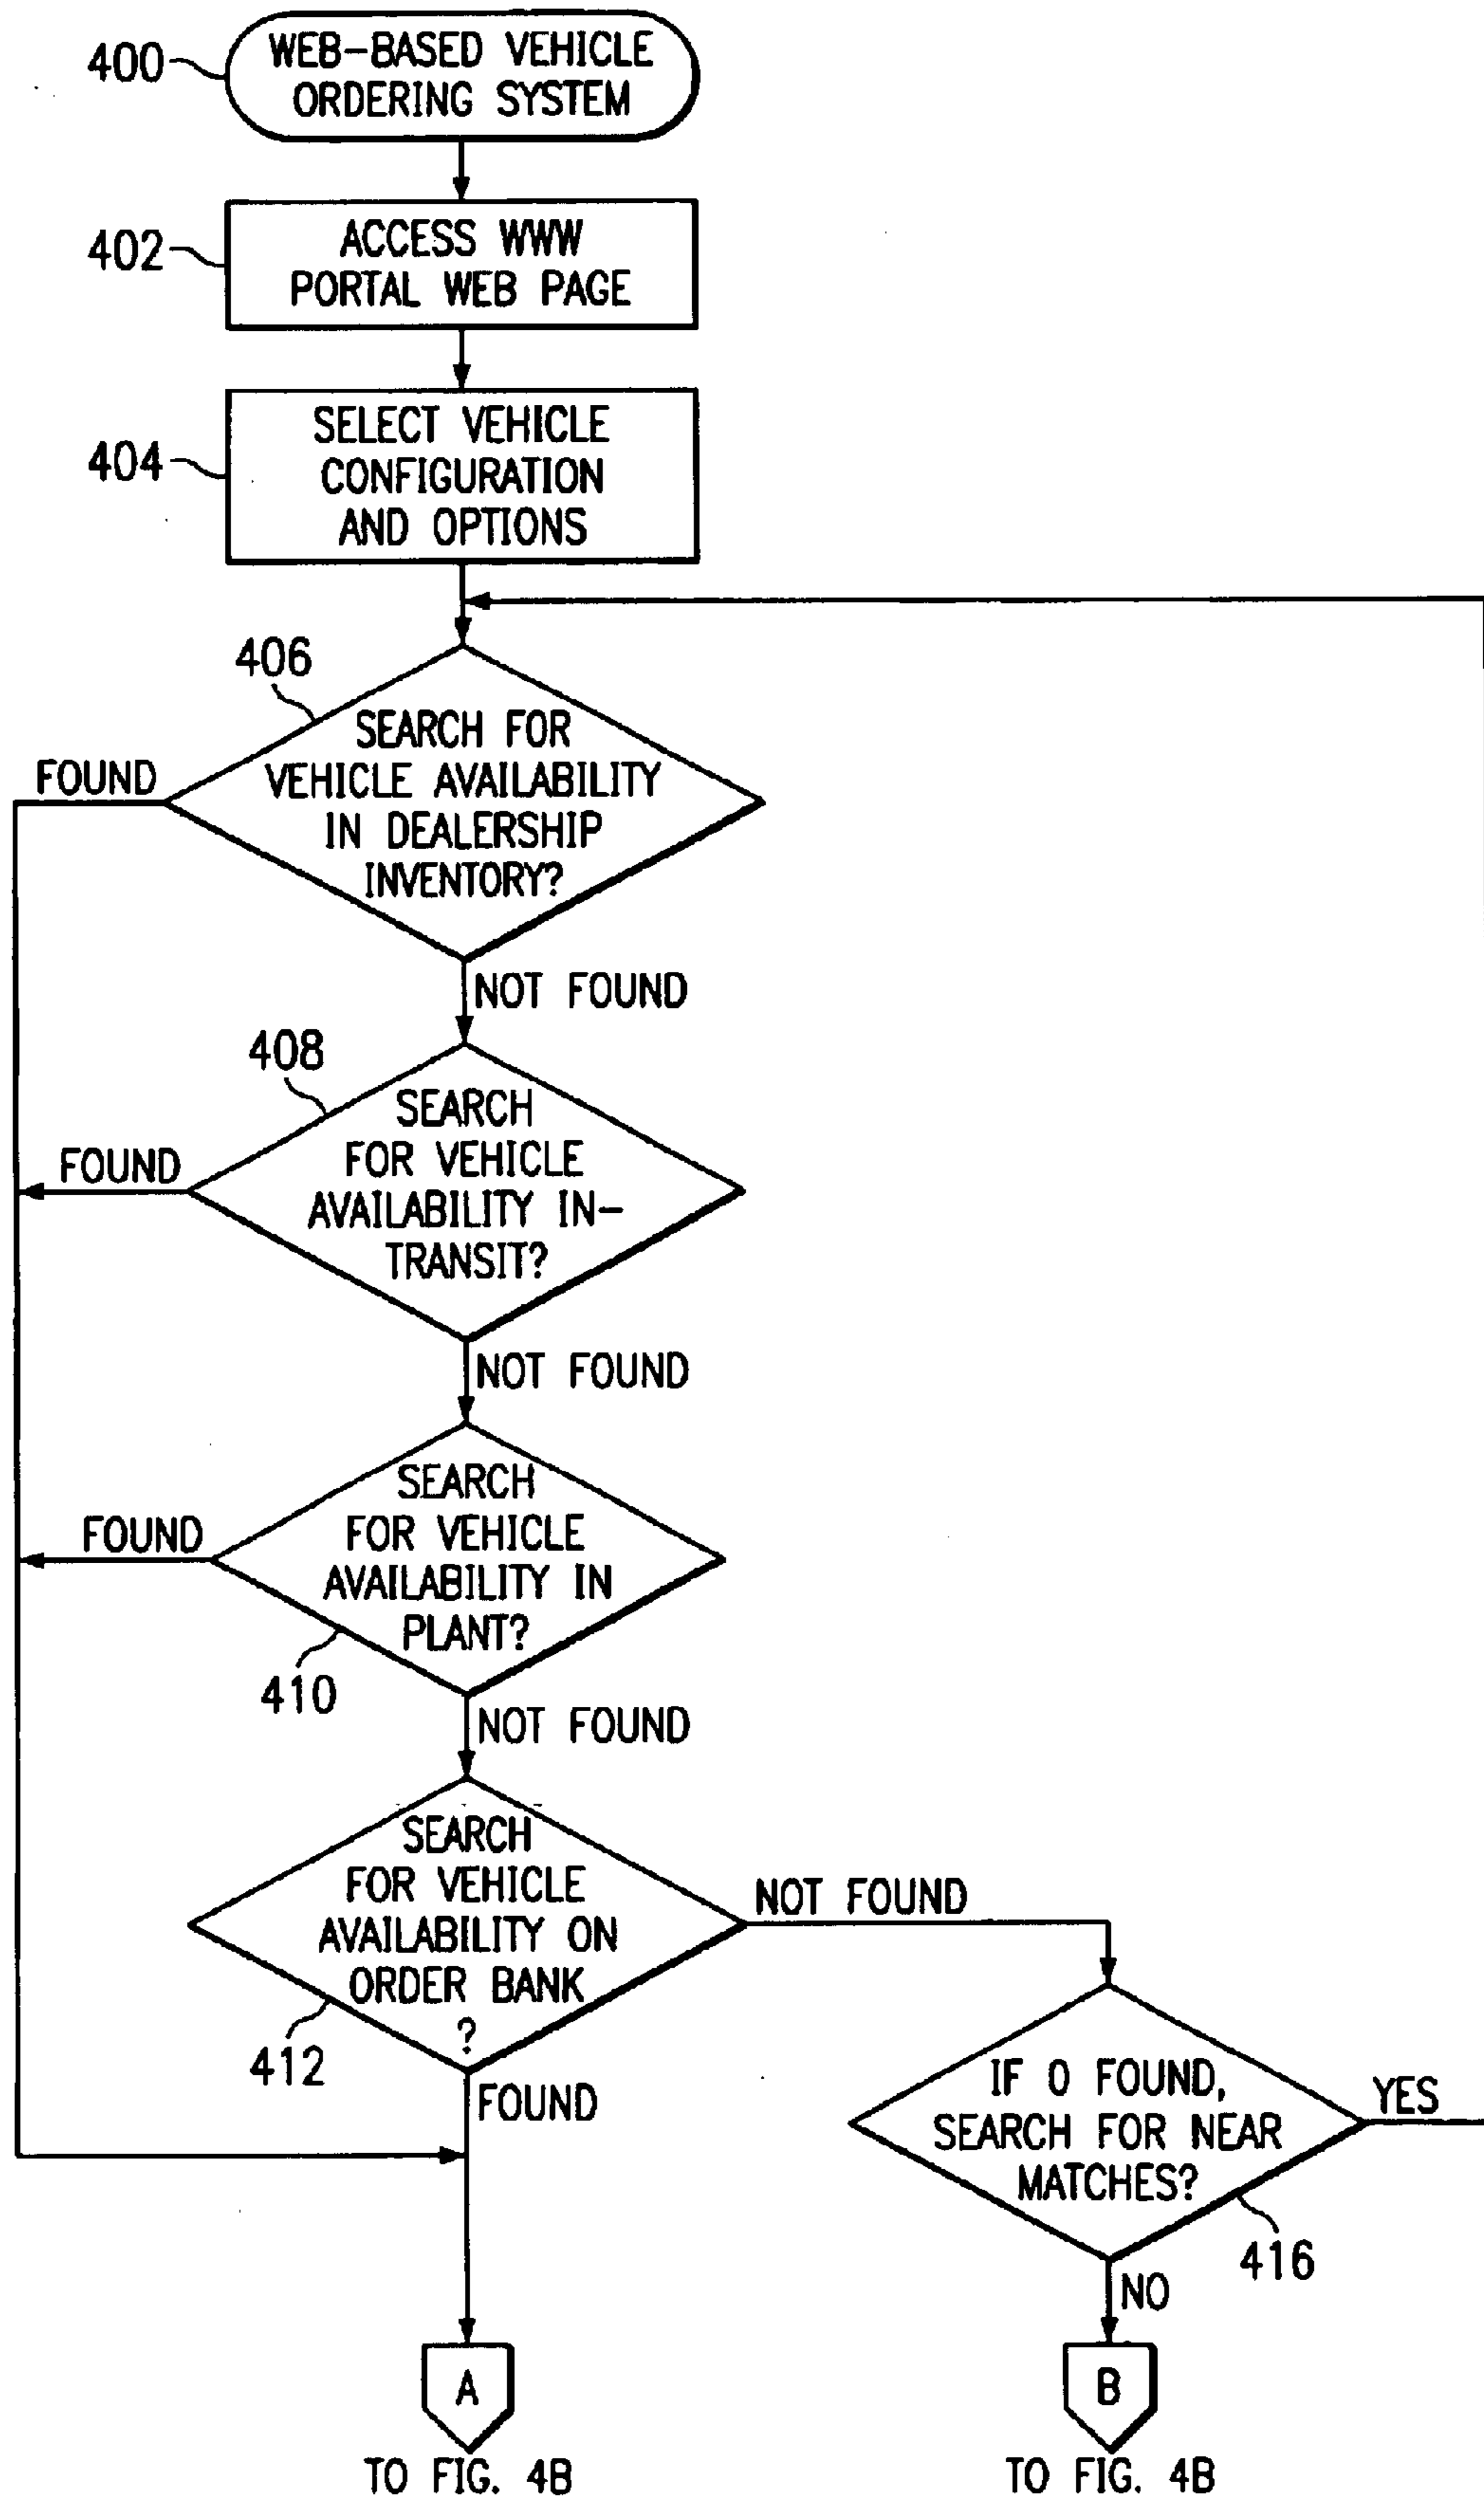 400
WEB-BASED VEHICLE
ORDERING SYSTEM
402
ACCESS WWW
PORTAL WEB PAGE
404
SELECT VEHICLE
CONFIGURATION
AND OPTIONS
406
SEARCH FOR
VEHICLE AVAILABILITY
IN DEALERSHIP
INVENTORY?
FOUND
NOT FOUND
408
SEARCH
FOR VEHICLE
AVAILABILITY IN-
TRANSIT?
FOUND
NOT FOUND
SEARCH
FOR VEHICLE
AVAILABILITY IN
PLANT?
FOUND
410
NOT FOUND
SEARCH
FOR VEHICLE
AVAILABILITY ON
ORDER BANK
?
412
NOT FOUND
FOUND
IF 0 FOUND,
SEARCH FOR NEAR
MATCHES?
YES
416
NO
A
TO FIG. 4B
B
TO FIG. 4B